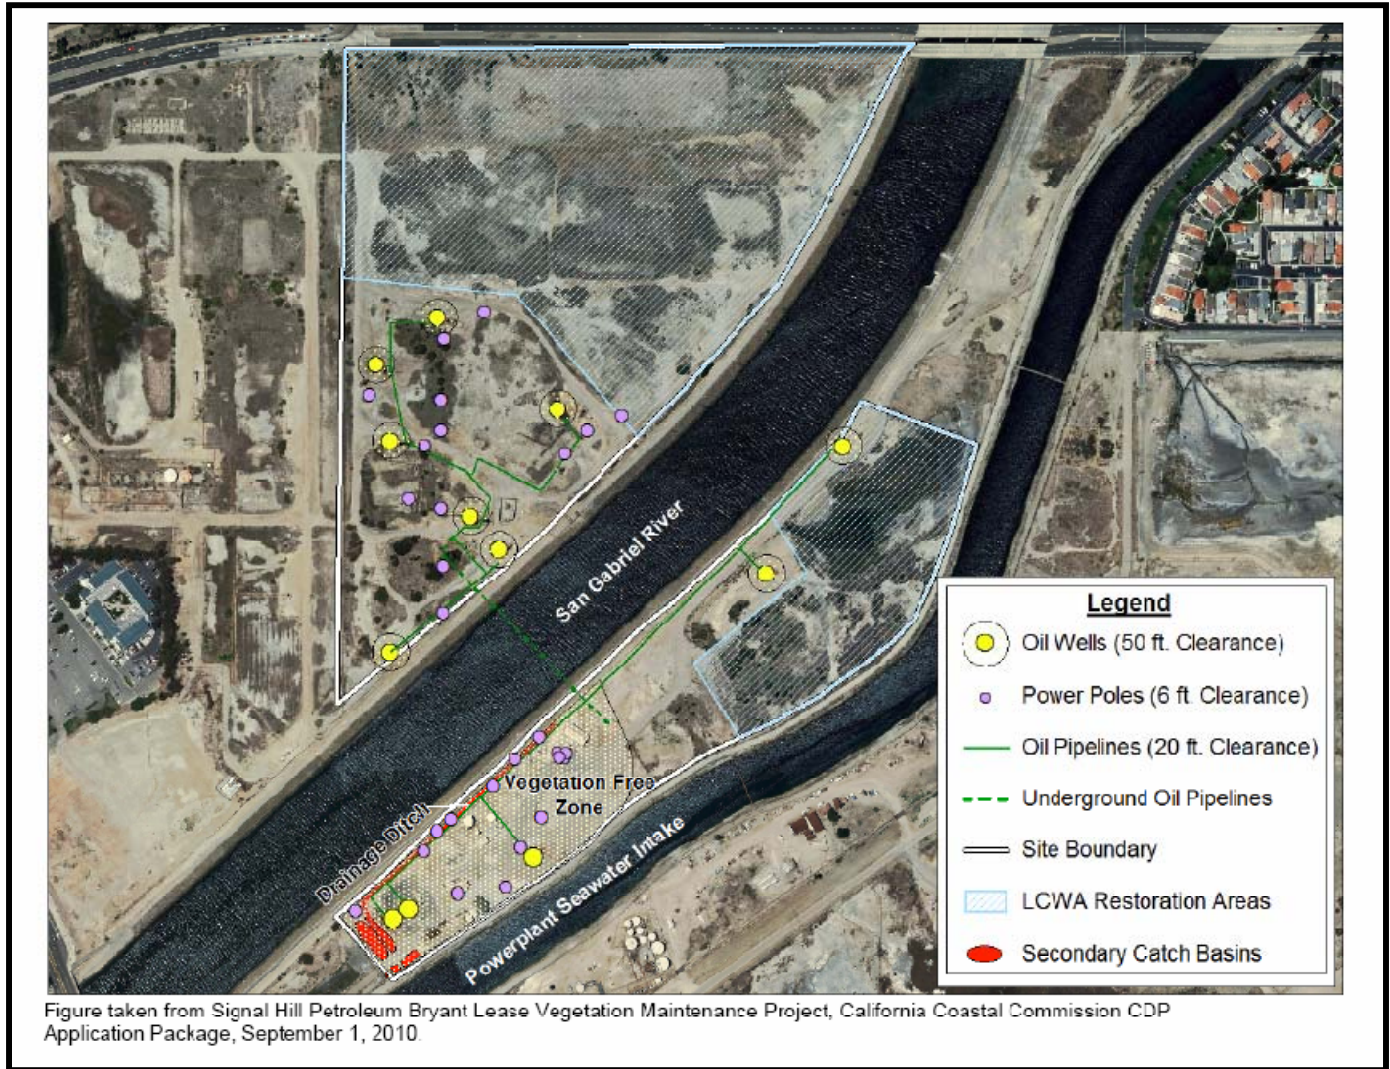 San Gabriel River
Vegetation Free
Zone
Drainage Ditch
Powerplant Seawater Intake
Legend
Oil Wells (50 ft. Clearance)
Power Poles (6 ft. Clearance)
Oil Pipelines (20 ft. Clearance)
Underground Oil Pipelines
Site Boundary
LCWA Restoration Areas
Secondary Catch Basins
Figure taken from Signal Hill Petroleum Bryant Lease Vegetation Maintenance Project, California Coastal Commission CDP
Application Package, September 1, 2010.